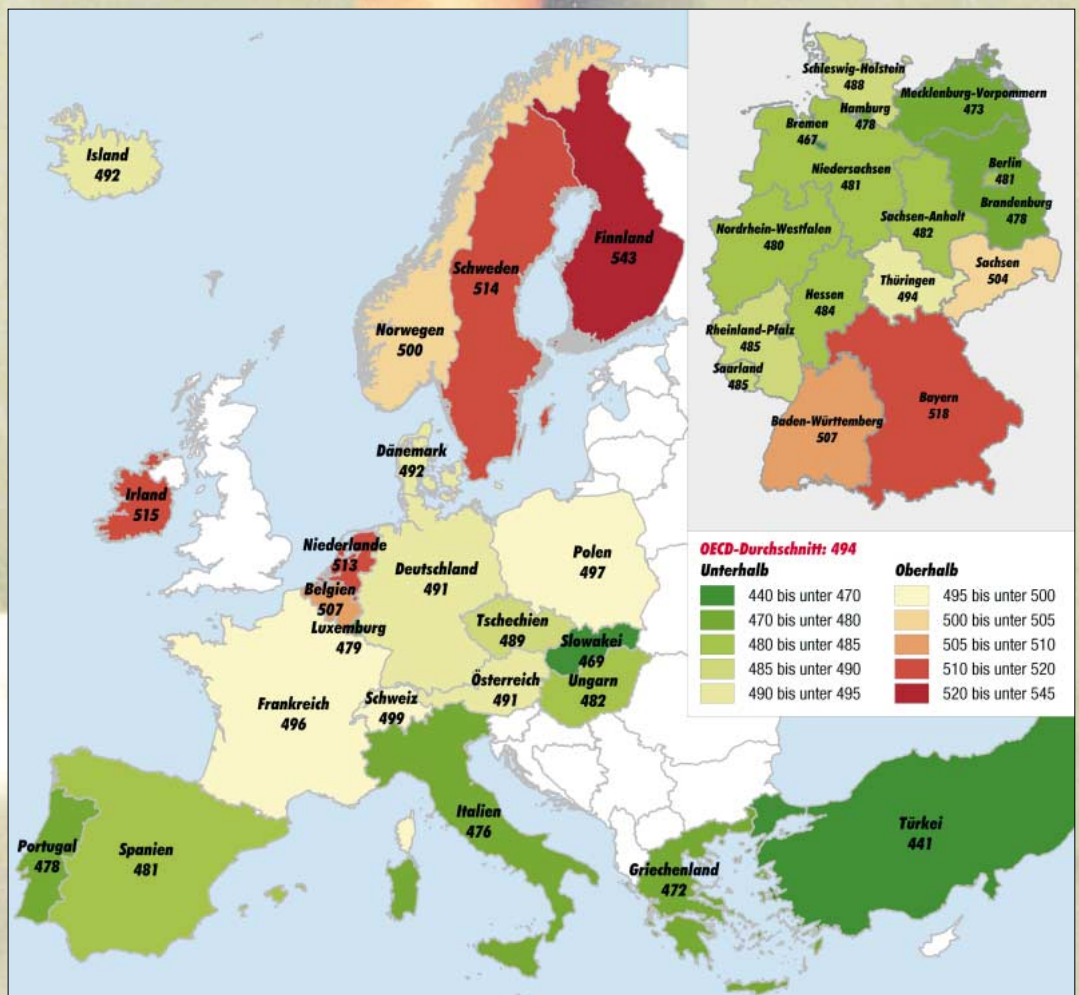 Island
492
Finnland
543
Schweden
514
Norwegen
500
Dänemark
492
Irland
515
Niederlande
513
Belgien
507
Luxemburg
479
Deutschland
491
Polen
497
Tschechien
489
Slowakei
469
Österreich
491
Ungarn
482
Schweiz
499
Frankreich
496
Italien
476
Portugal
478
Spanien
481
Griechenland
472
Türkei
441
Schleswig-Holstein
488
Mecklenburg-Vorpommern
473
Hamburg
478
Bremen
467
Niedersachsen
481
Berlin
481
Brandenburg
478
Sachsen-Anhalt
482
Nordrhein-Westfalen
480
Sachsen
504
Thüringen
494
Hessen
484
Rheinland-Pfalz
485
Saarland
485
Bayern
518
Baden-Württemberg
507
OECD-Durchschnitt: 494
Unterhalb
440 bis unter 470
470 bis unter 480
480 bis unter 485
485 bis unter 490
490 bis unter 495
Oberhalb
495 bis unter 500
500 bis unter 505
505 bis unter 510
510 bis unter 520
520 bis unter 545